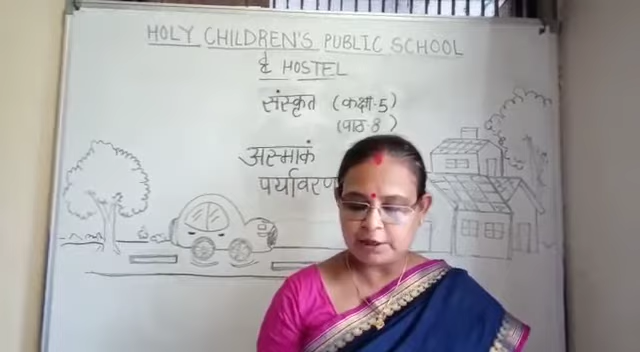 HOLY CHILDREN'S PUBLIC SCHOOL
& HOSTEL
संस्कृत (कक्षा-5)
(पाठ-8)
अस्माकं
पर्यावरण